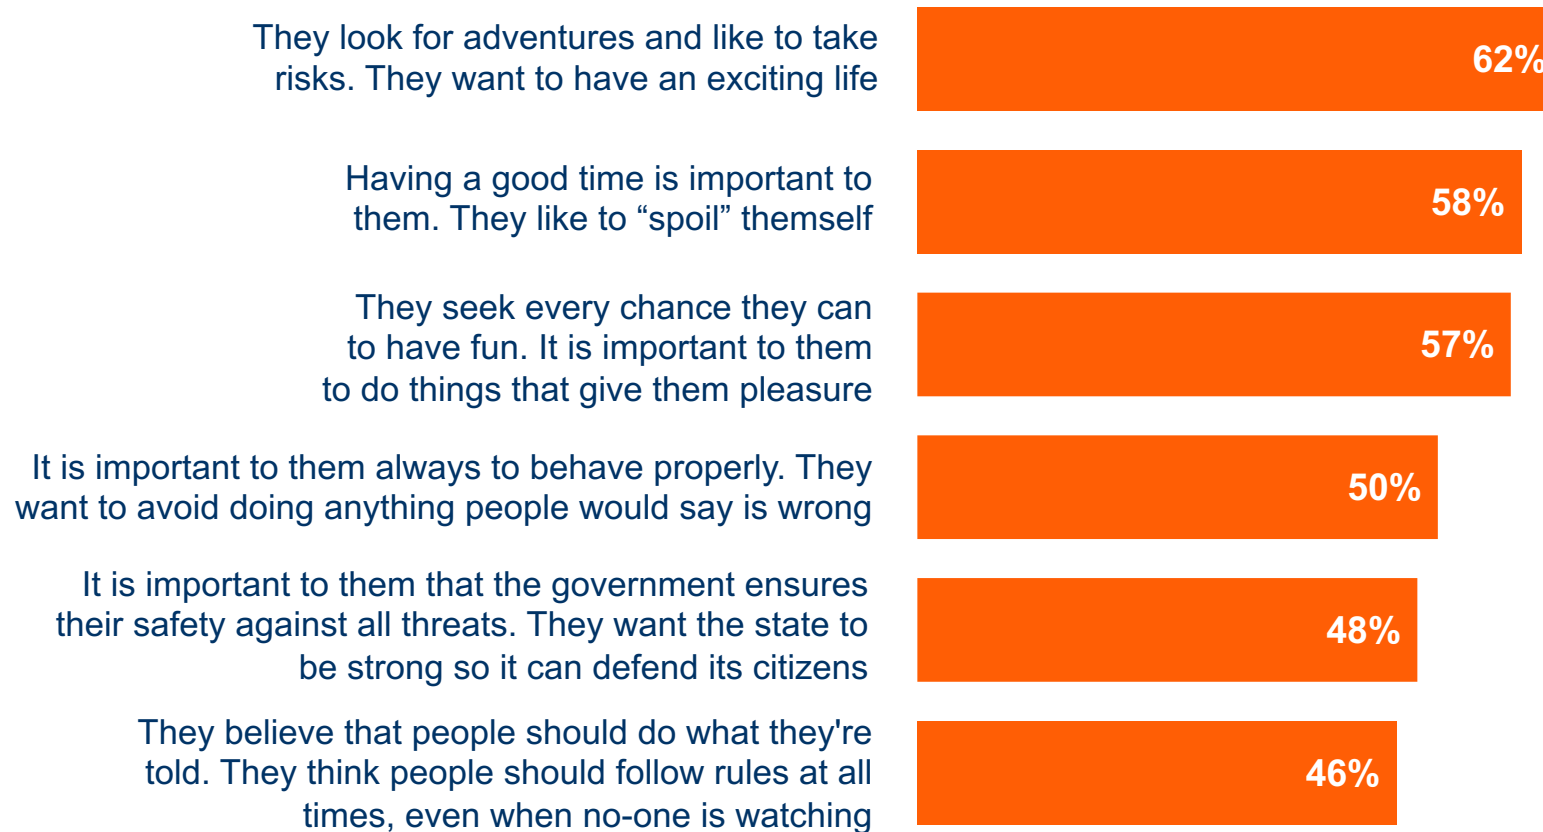 They look for adventures and like to take
risks. They want to have an exciting life
62%
Having a good time is important to
them. They like to “spoil” themself
58%
They seek every chance they can
to have fun. It is important to them
to do things that give them pleasure
57%
It is important to them always to behave properly. They
want to avoid doing anything people would say is wrong
50%
It is important to them that the government ensures
their safety against all threats. They want the state to
be strong so it can defend its citizens
48%
They believe that people should do what they're
told. They think people should follow rules at all
times, even when no-one is watching
46%